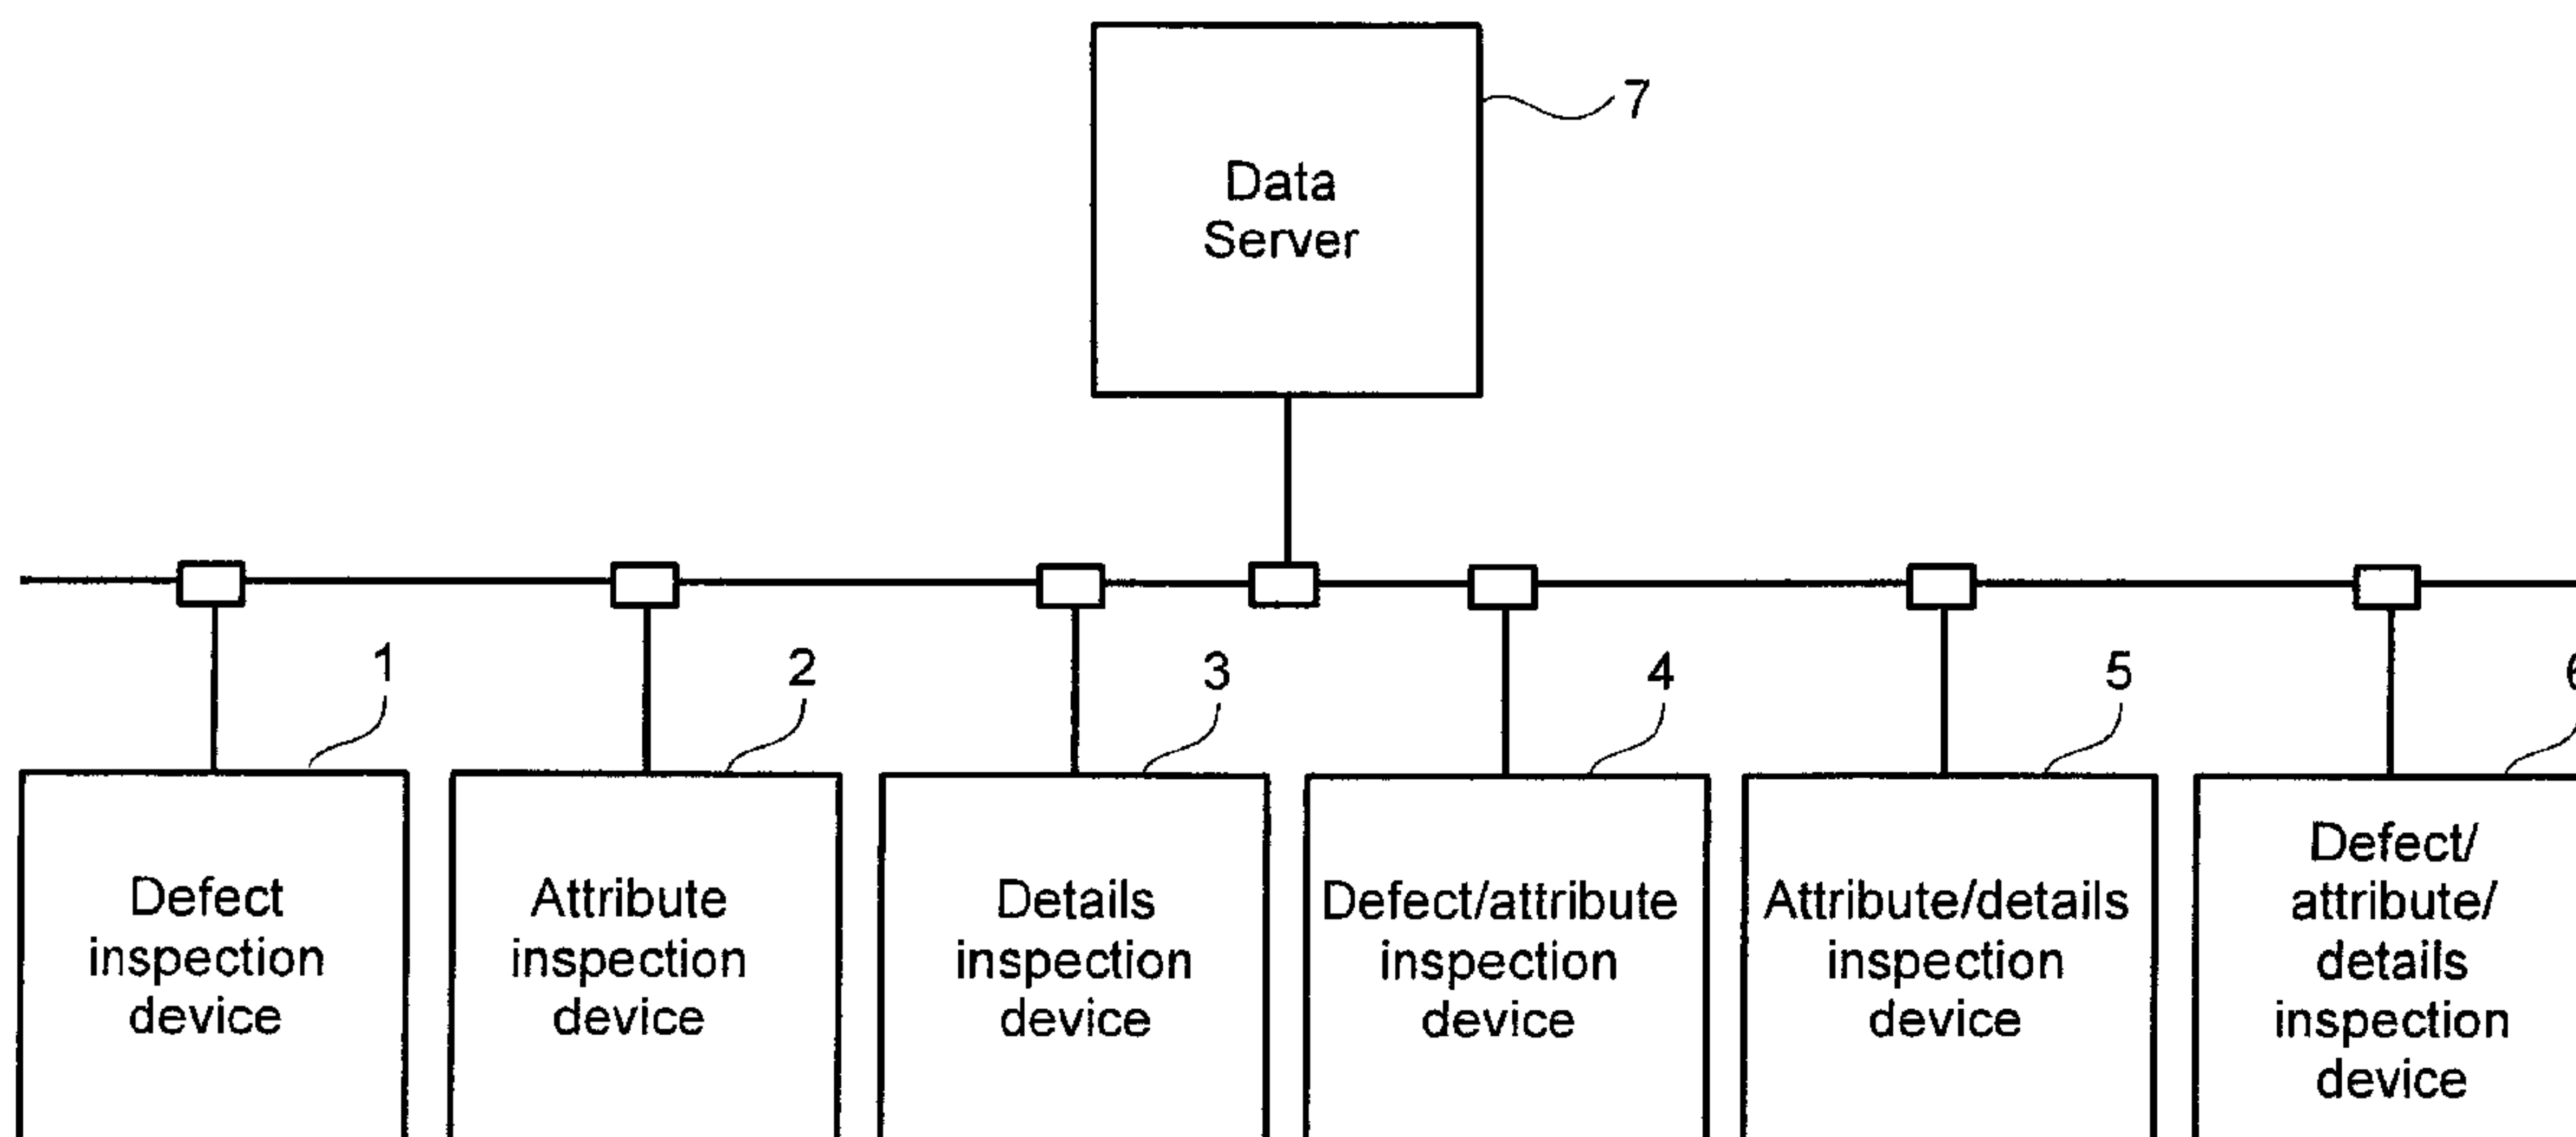 7
Data
Server
1
2
3
4
5
6
Defect
inspection
device
Attribute
inspection
device
Details
inspection
device
Defect/attribute
inspection
device
Attribute/details
inspection
device
Defect/
attribute/
details
inspection
device